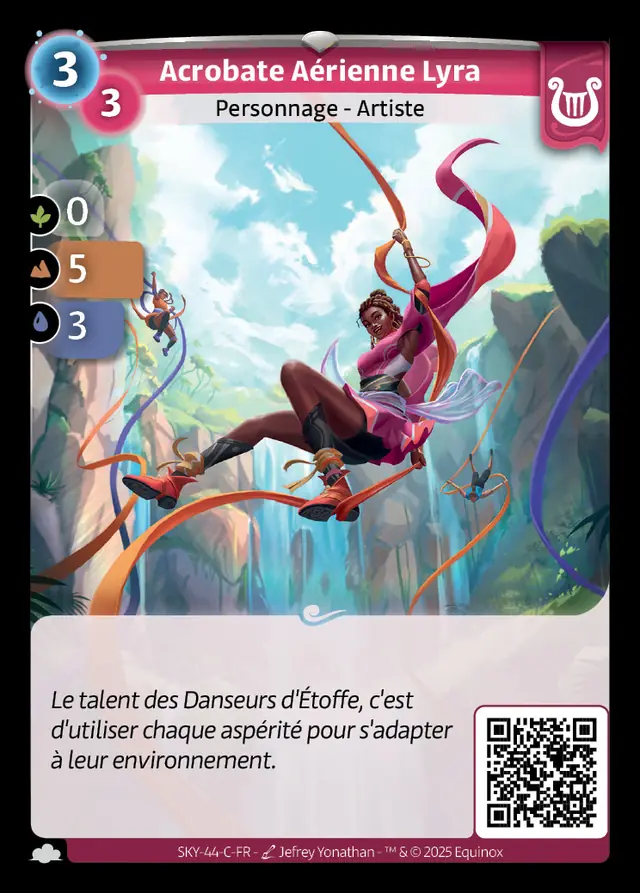 3
Acrobate Aérienne Lyra
3
Personnage - Artiste
0
5
3
Le talent des Danseurs d'Étoffe, c'est
d'utiliser chaque aspérité pour s'adapter
à leur environnement.
SKY-44-C-FR - Jefrey Yonathan - ™ & © 2025 Equinox